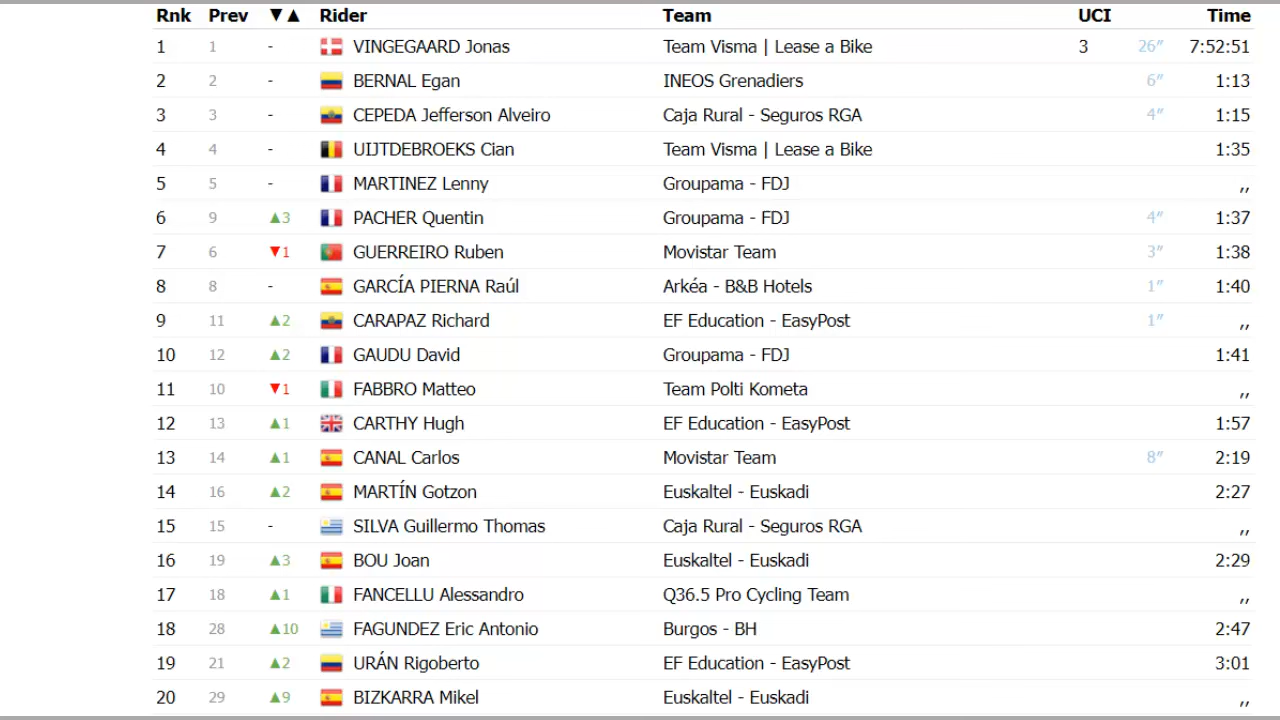 Rnk Prev ▼▲ Rider Team UCI Time
1 1 - VINGEGAARD Jonas Team Visma | Lease a Bike 3 26″ 7:52:51
2 2 - BERNAL Egan INEOS Grenadiers 6″ 1:13
3 3 - CEPEDA Jefferson Alveiro Caja Rural - Seguros RGA 4″ 1:15
4 4 - UIJTDEBROEKS Cian Team Visma | Lease a Bike 1:35
5 5 - MARTINEZ Lenny Groupama - FDJ ,,
6 9 ▲3 PACHER Quentin Groupama - FDJ 4″ 1:37
7 6 ▼1 GUERREIRO Ruben Movistar Team 3″ 1:38
8 8 - GARCÍA PIERNA Raúl Arkéa - B&B Hotels 1″ 1:40
9 11 ▲2 CARAPAZ Richard EF Education - EasyPost 1″ ,,
10 12 ▲2 GAUDU David Groupama - FDJ 1:41
11 10 ▼1 FABBRO Matteo Team Polti Kometa ,,
12 13 ▲1 CARTHY Hugh EF Education - EasyPost 1:57
13 14 ▲1 CANAL Carlos Movistar Team 8″ 2:19
14 16 ▲2 MARTÍN Gotzon Euskaltel - Euskadi 2:27
15 15 - SILVA Guillermo Thomas Caja Rural - Seguros RGA ,,
16 19 ▲3 BOU Joan Euskaltel - Euskadi 2:29
17 18 ▲1 FANCELLU Alessandro Q36.5 Pro Cycling Team ,,
18 28 ▲10 FAGUNDEZ Eric Antonio Burgos - BH 2:47
19 21 ▲2 URÁN Rigoberto EF Education - EasyPost 3:01
20 29 ▲9 BIZKARRA Mikel Euskaltel - Euskadi ,,